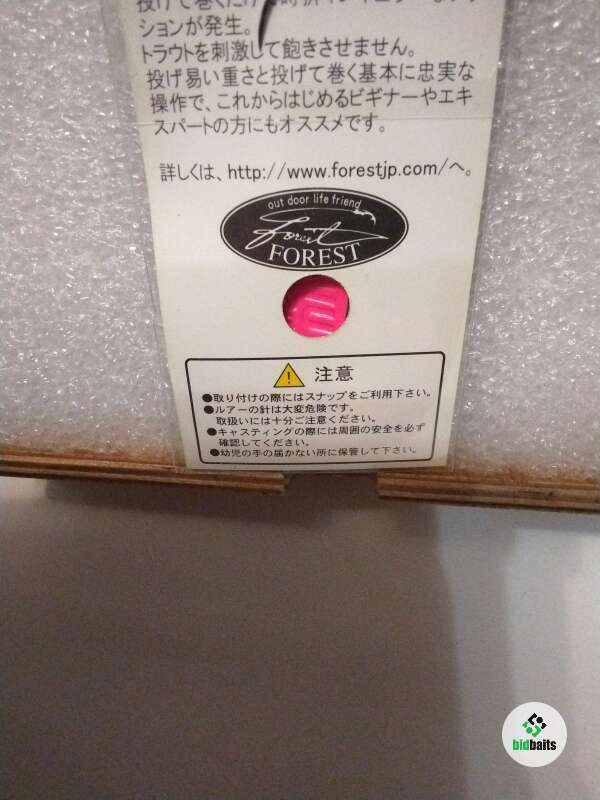 ションが発生。
トラウトを刺激して飽きさせません。
投げ易い重さと投げて巻く基本に忠実な
操作で、これからはじめるビギナーやエキ
スパートの方にもオススメです。
詳しくは、http://www.forestjp.com/へ。
out door life friend
Forest
FOREST
注意
●取り付けの際にはスナップをご利用下さい。
●ルアーの針は大変危険です。
取扱いには十分ご注意ください。
●キャスティングの際には周囲の安全を必ず
確認してください。
●幼児の手の届かない所に保管して下さい。
bidbaits